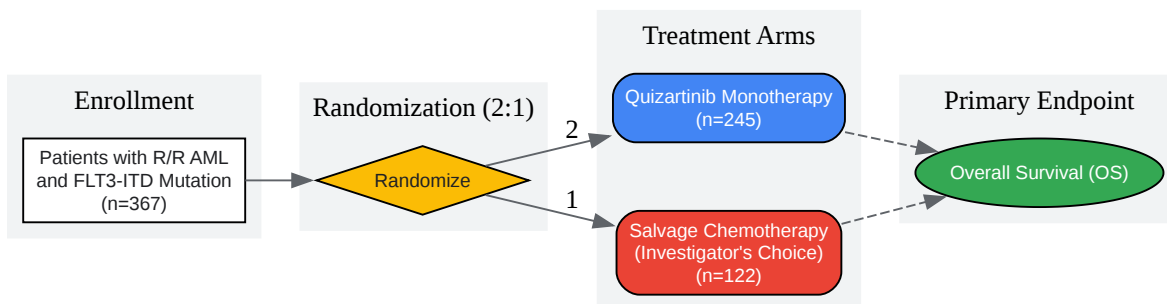 Enrollment
Patients with R/R AML
and FLT3-ITD Mutation
(n=367)
Randomization (2:1)
Randomize
2
1
Treatment Arms
Quizartinib Monotherapy
(n=245)
Salvage Chemotherapy
(Investigator's Choice)
(n=122)
Primary Endpoint
Overall Survival (OS)